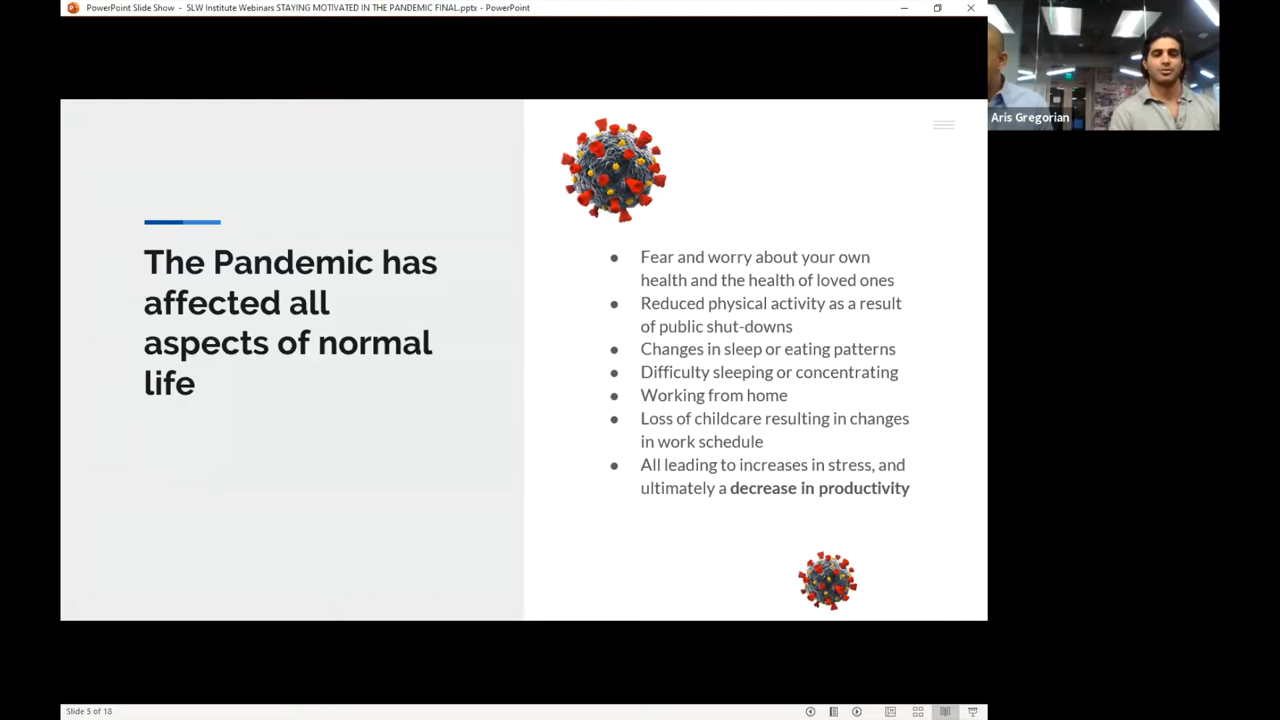 PowerPoint Slide Show - SLW Institute Webinars STAYING MOTIVATED IN THE PANDEMIC FINAL.pptx - PowerPoint
Aris Gregorian
The Pandemic has
affected all
aspects of normal
life
● Fear and worry about your own
health and the health of loved ones
● Reduced physical activity as a result
of public shut-downs
● Changes in sleep or eating patterns
● Difficulty sleeping or concentrating
● Working from home
● Loss of childcare resulting in changes
in work schedule
● All leading to increases in stress, and
ultimately a decrease in productivity
Slide 5 of 13